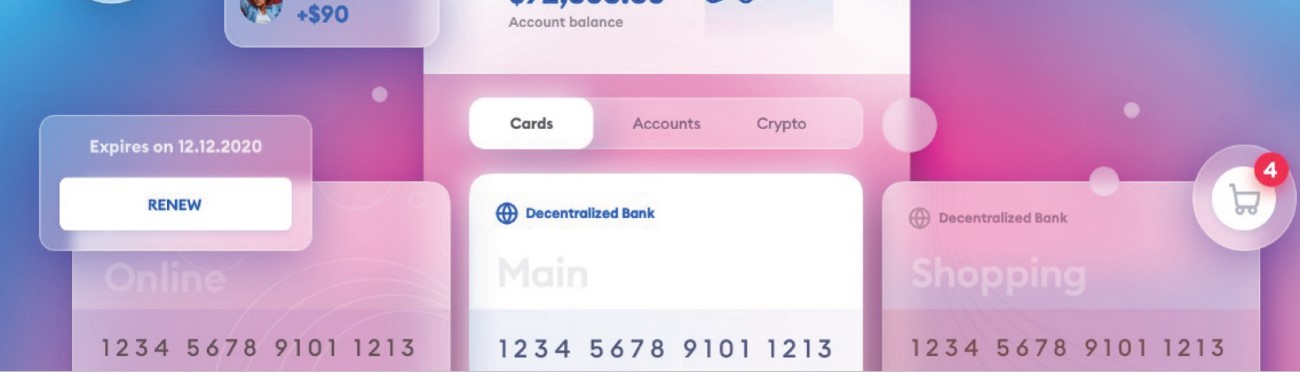 +$90
Account balance
Cards
Accounts
Crypto
Expires on 12.12.2020
RENEW
4
Decentralized Bank
Decentralized Bank
Online
Main
Shopping
1234 5678 9101 1213
1234 5678 9101 1213
1234 5678 9101 1213